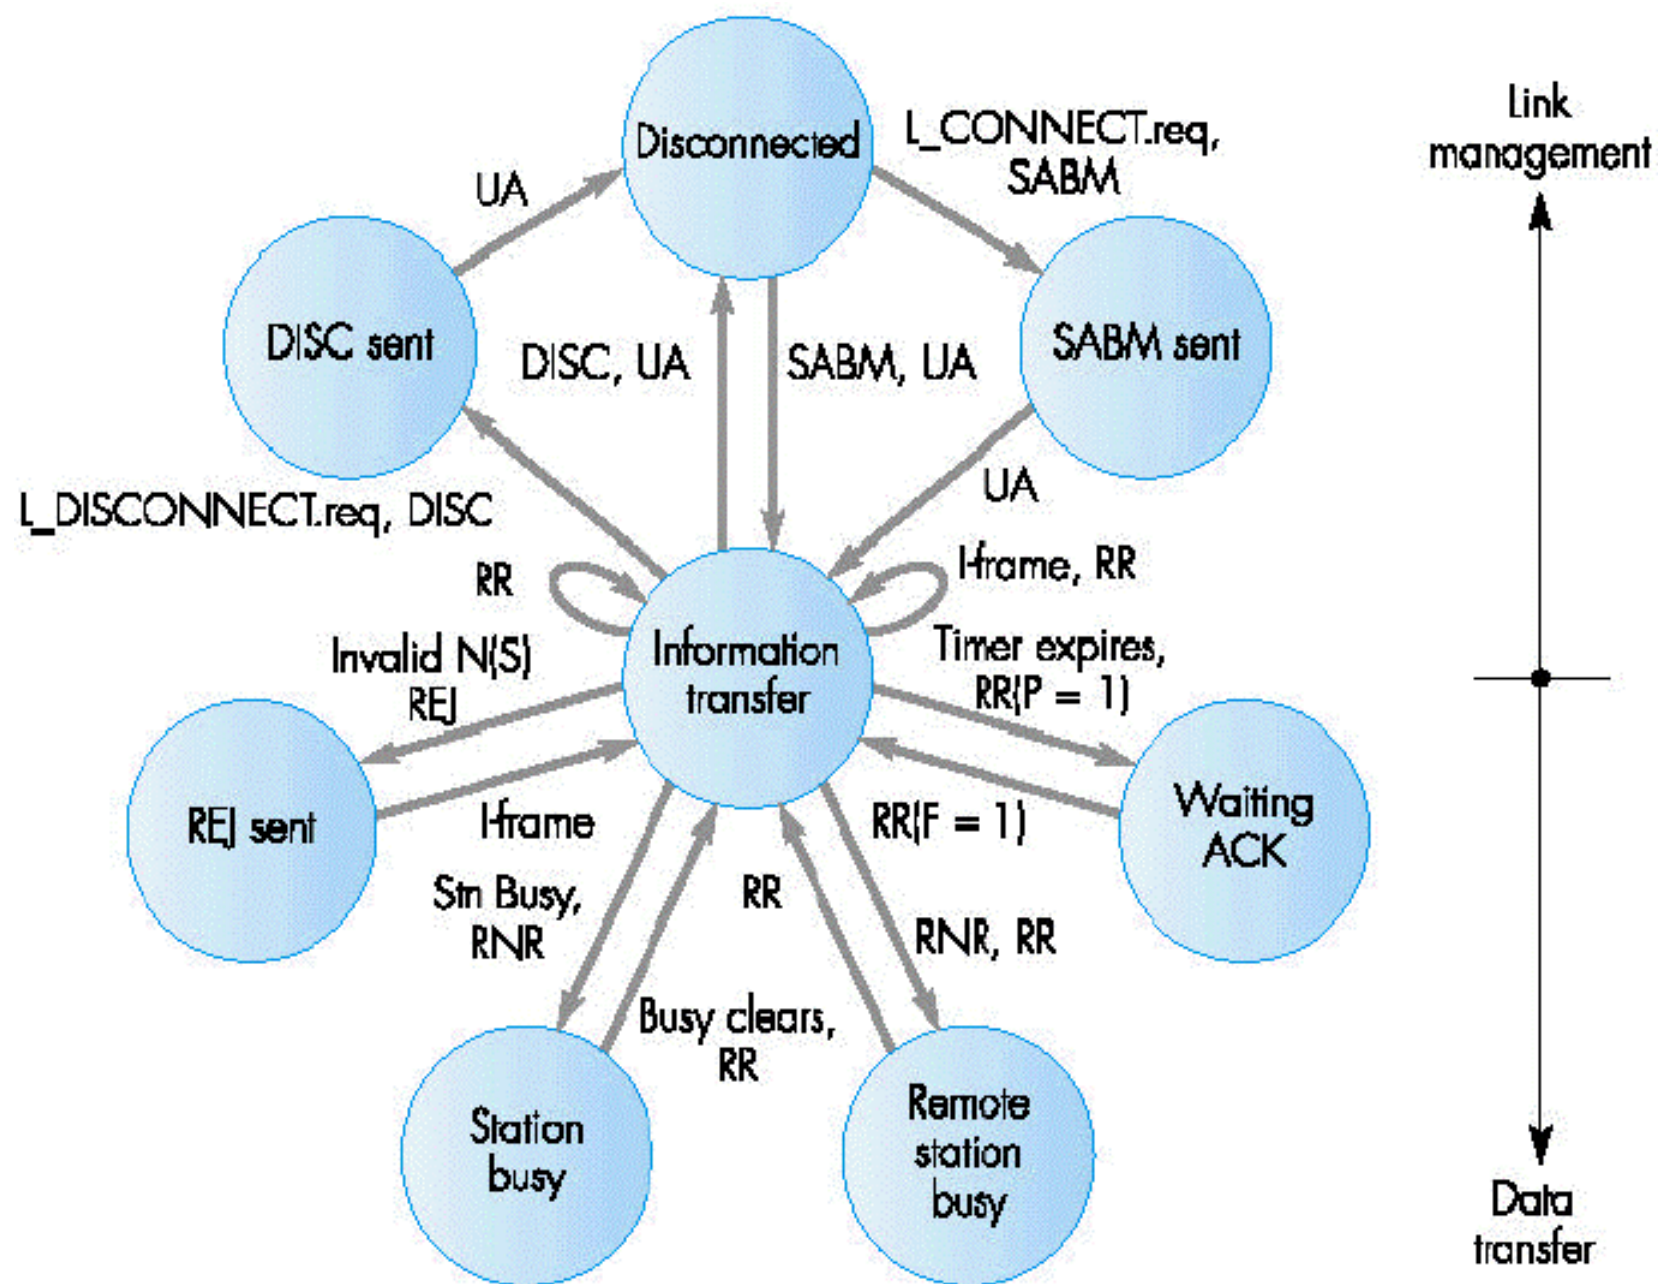 Disconnected
L_CONNECT.req,
SABM
Link
management
UA
DISC sent
DISC, UA
SABM, UA
SABM sent
UA
L_DISCONNECT.req, DISC
RR
I-frame, RR
Invalid N(S)
REJ
Information
transfer
Timer expires,
RR(P = 1)
REJ sent
I-frame
RR(F = 1)
Waiting
ACK
Stn Busy,
RNR
RR
RNR, RR
Busy clears,
RR
Station
busy
Remote
station
busy
Data
transfer